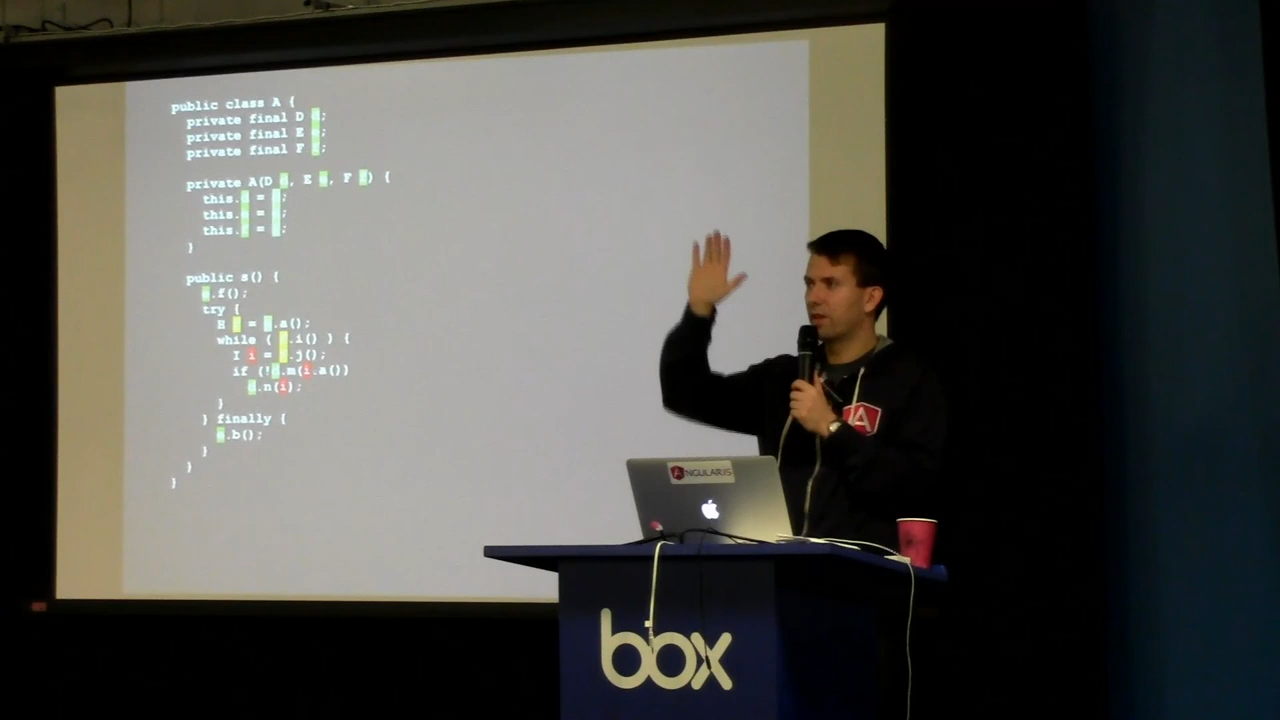 public class A {
private final D d;
private final E e;
private final F f;
private A(D d, E e, F f) {
this. = ;
this. = ;
this. = ;
}
public s() {
e.f();
try {
H = .a();
while ( .i() ) {
I i = .j();
if (!d.m(i.a())
d.n(i);
}
} finally {
e.b();
}
}
}
A
ANGULARJS
box